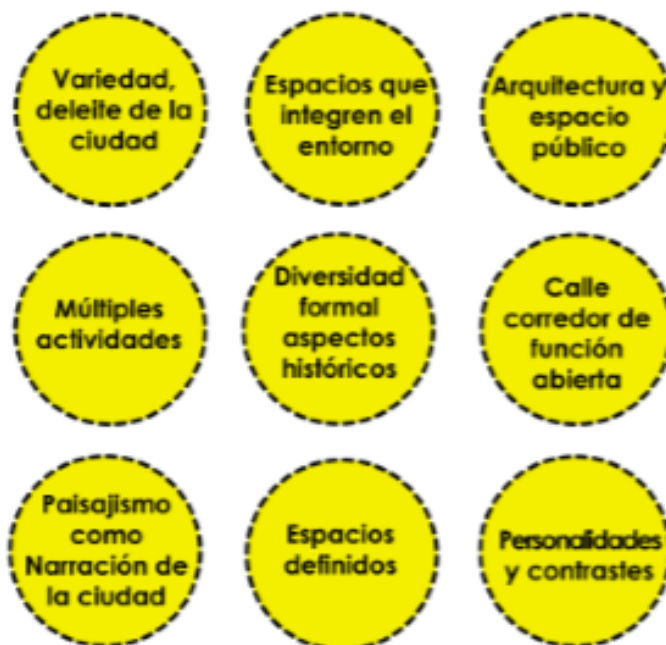 Variedad,
deleite de la
ciudad
Espacios que
integren el
entorno
Arquitectura y
espacio
público
Múltiples
actividades
Diversidad
formal
aspectos
históricos
Calle
corredor de
función
abierta
Paisajismo
como
Narración de
la ciudad
Espacios
definidos
Personalidades
y contrastes